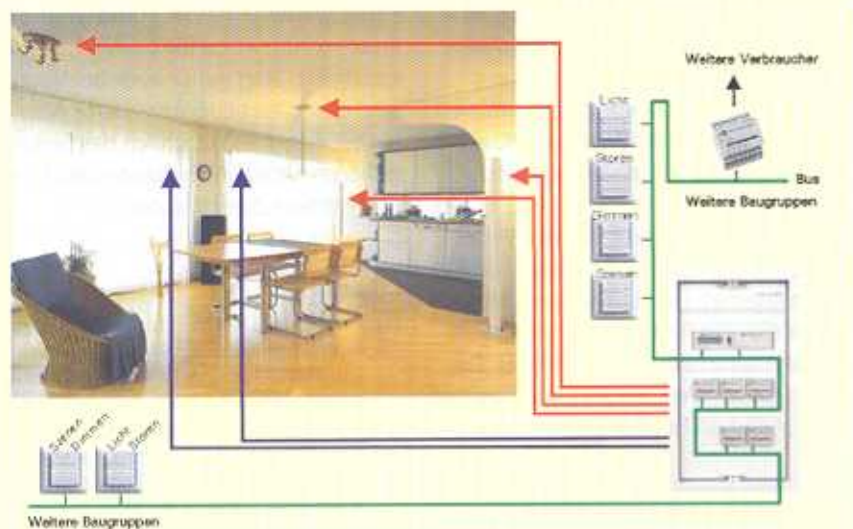 Weitere Verbraucher
Licht
Storen
Bus
Weitere Baugruppen
Dimmen
Szenen
Szenen
Dimmen
Licht
Storen
Weitere Baugruppen